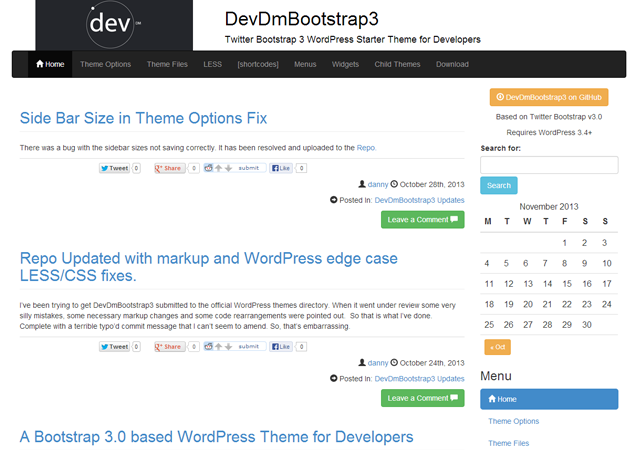 dev SM
DevDmBootstrap3
Twitter Bootstrap 3 WordPress Starter Theme for Developers
Home Theme Options Theme Files LESS [shortcodes] Menus Widgets Child Themes Download
Side Bar Size in Theme Options Fix
There was a bug with the sidebar sizes not saving correctly. It has been resolved and uploaded to the Repo.
Tweet 0 Share 0 submit Like 0
danny October 28th, 2013
Posted In: DevDmBootstrap3 Updates
Leave a Comment
Repo Updated with markup and WordPress edge case
LESS/CSS fixes.
I've been trying to get DevDmBootstrap3 submitted to the official WordPress themes directory. When it went under review some very
silly mistakes, some necessary markup changes and some code rearrangements were pointed out. So that is what I've done.
Complete with a terrible typo'd commit message that I can't seem to amend. So, that's embarrassing.
Tweet 0 Share 0 submit Like 0
danny October 24th, 2013
Posted In: DevDmBootstrap3 Updates
Leave a Comment
A Bootstrap 3.0 based WordPress Theme for Developers
DevDmBootstrap3 on GitHub
Based on Twitter Bootstrap v3.0
Requires WordPress 3.4+
Search for:
Search
November 2013
M T W T F S S
1 2 3
4 5 6 7 8 9 10
11 12 13 14 15 16 17
18 19 20 21 22 23 24
25 26 27 28 29 30
« Oct
Menu
Home
Theme Options
Theme Files